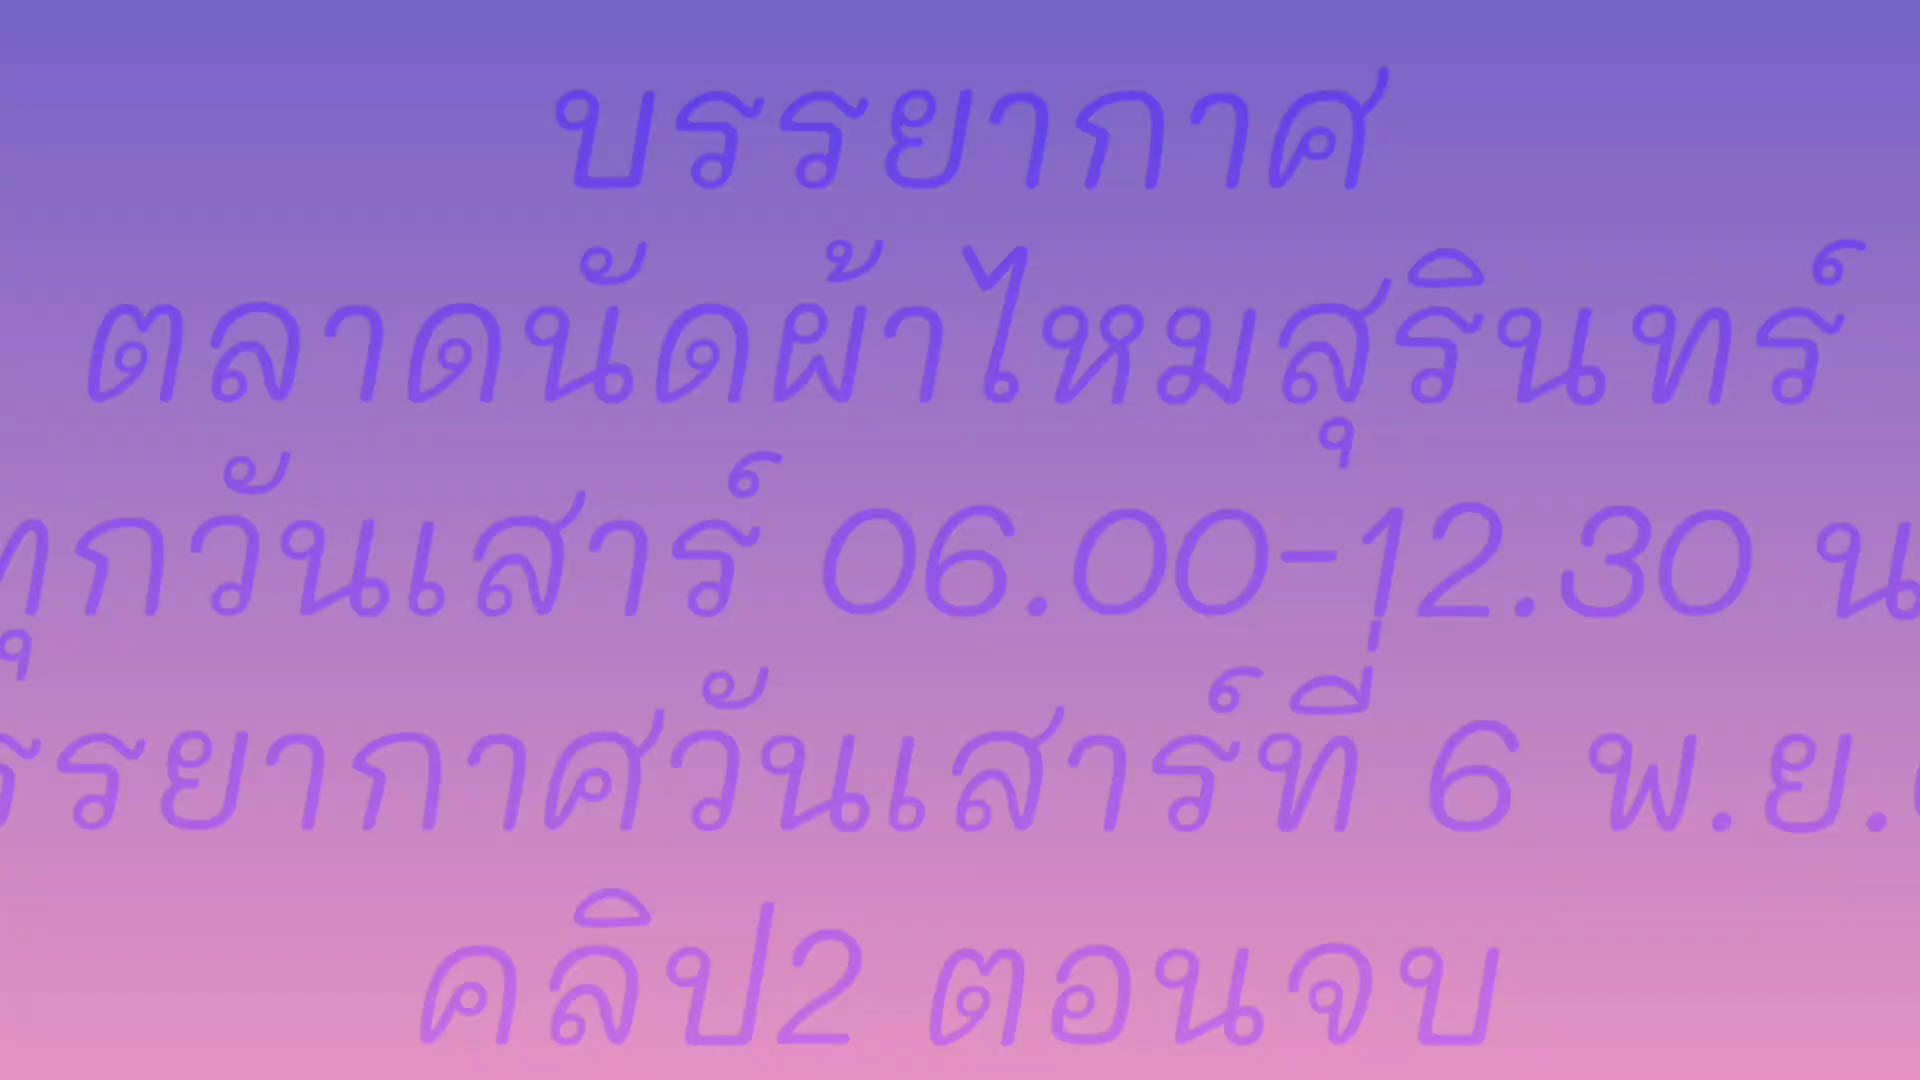 บรรยากาศ
ตลาดนัดผ้าไหมสุรินทร์
ทุกวันเสาร์ 06.00-12.30 น
รรยากาศวันเสาร์ที่ 6 พ.ย.
คลิป2 ตอนจบ